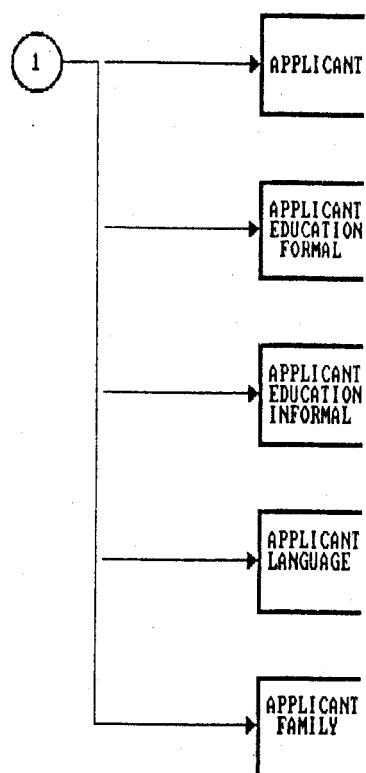 1
APPLICANT
APPLICANT
EDUCATION
FORMAL
APPLICANT
EDUCATION
INFORMAL
APPLICANT
LANGUAGE
APPLICANT
FAMILY